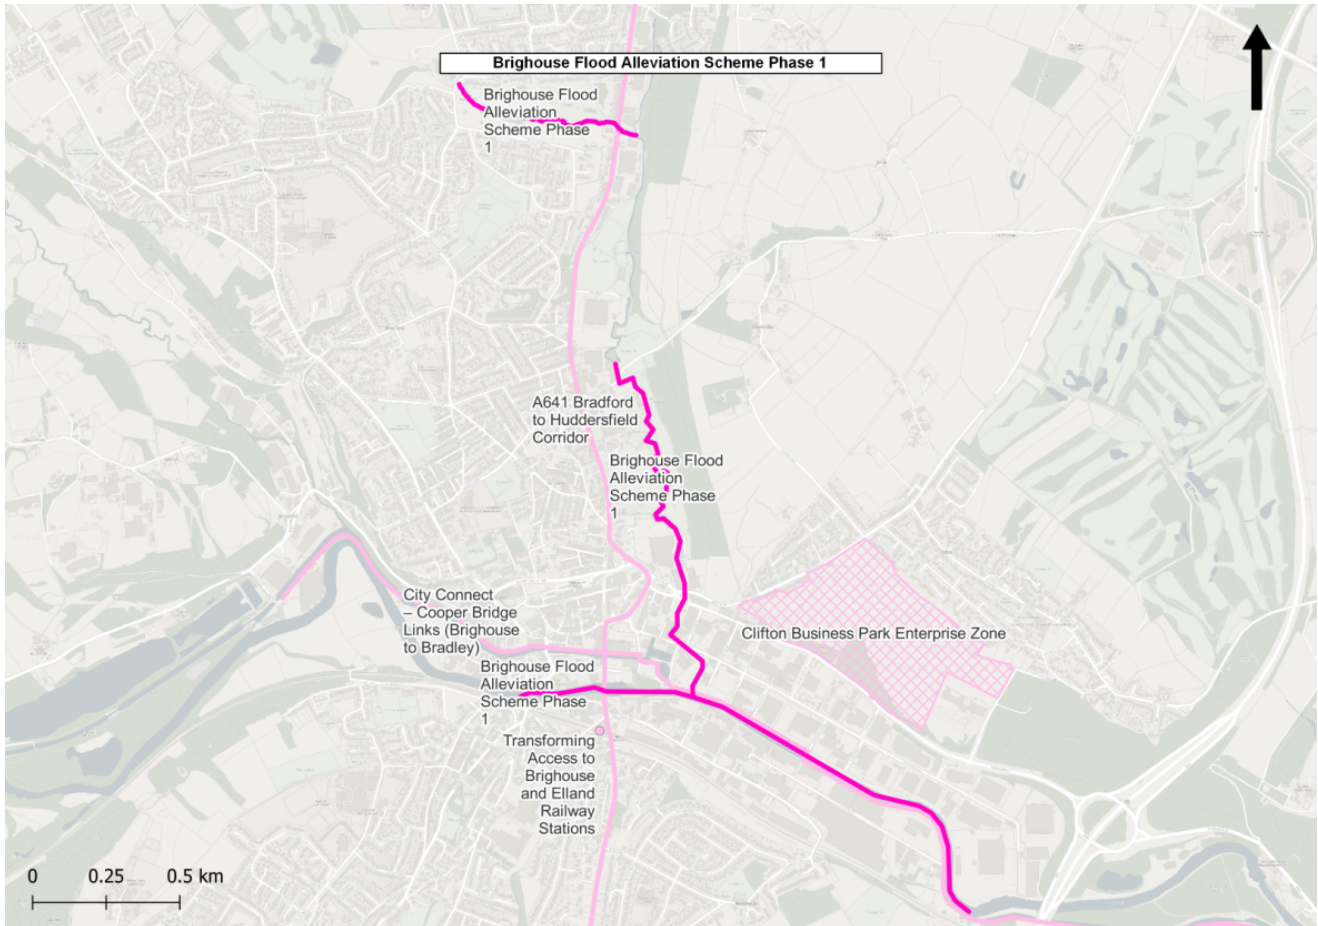 Brighouse Flood Alleviation Scheme Phase 1
Brighouse Flood
Alleviation
Scheme Phase
1
A641 Bradford
to Huddersfield
Corridor
Brighouse Flood
Alleviation
Scheme Phase
1
City Connect
– Cooper Bridge
Links (Brighouse
to Bradley)
Clifton Business Park Enterprise Zone
Brighouse Flood
Alleviation
Scheme Phase
1
Transforming
Access to
Brighouse
and Elland
Railway
Stations
0 0.25 0.5 km